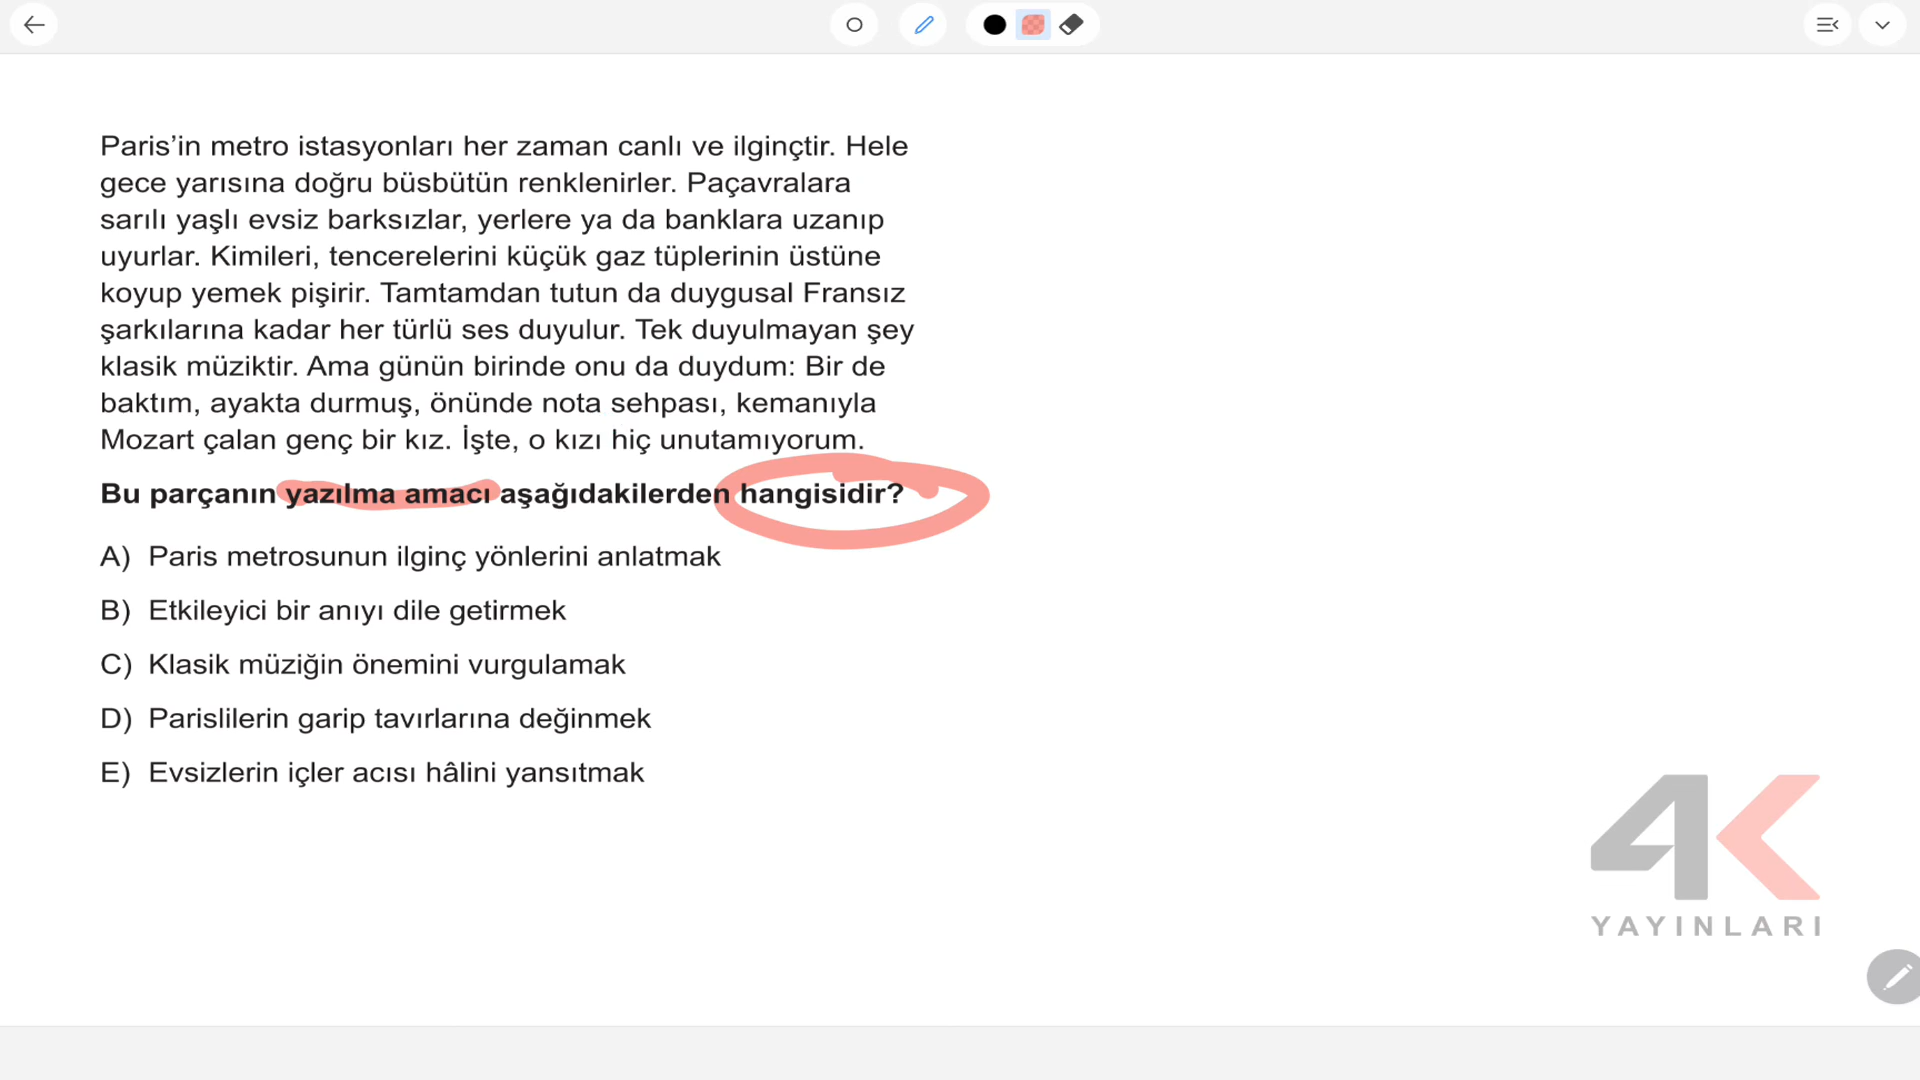 Paris’in metro istasyonları her zaman canlı ve ilginçtir. Hele
gece yarısına doğru büsbütün renklenirler. Paçavralara
sarılı yaşlı evsiz barksızlar, yerlere ya da banklara uzanıp
uyurlar. Kimileri, tencerelerini küçük gaz tüplerinin üstüne
koyup yemek pişirir. Tamtamdan tutun da duygusal Fransız
şarkılarına kadar her türlü ses duyulur. Tek duyulmayan şey
klasik müziktir. Ama günün birinde onu da duydum: Bir de
baktım, ayakta durmuş, önünde nota sehpası, kemanıyla
Mozart çalan genç bir kız. İşte, o kızı hiç unutamıyorum.
Bu parçanın yazılma amacı aşağıdakilerden hangisidir?
A) Paris metrosunun ilginç yönlerini anlatmak
B) Etkileyici bir anıyı dile getirmek
C) Klasik müziğin önemini vurgulamak
D) Parislilerin garip tavırlarına değinmek
E) Evsizlerin içler acısı hâlini yansıtmak
4K
YAYINLARI